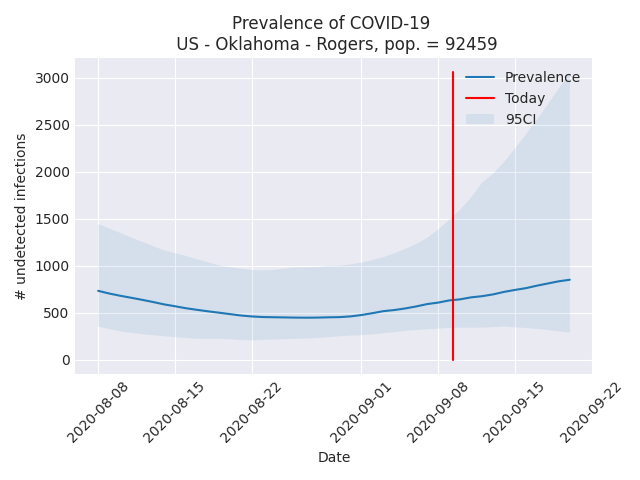 Prevalence of COVID-19
US - Oklahoma - Rogers, pop. = 92459
Prevalence
Today
95CI
# undetected infections
3000
2500
2000
1500
1000
500
0
2020-08-08
2020-08-15
2020-08-22
2020-09-01
2020-09-08
2020-09-15
2020-09-22
Date